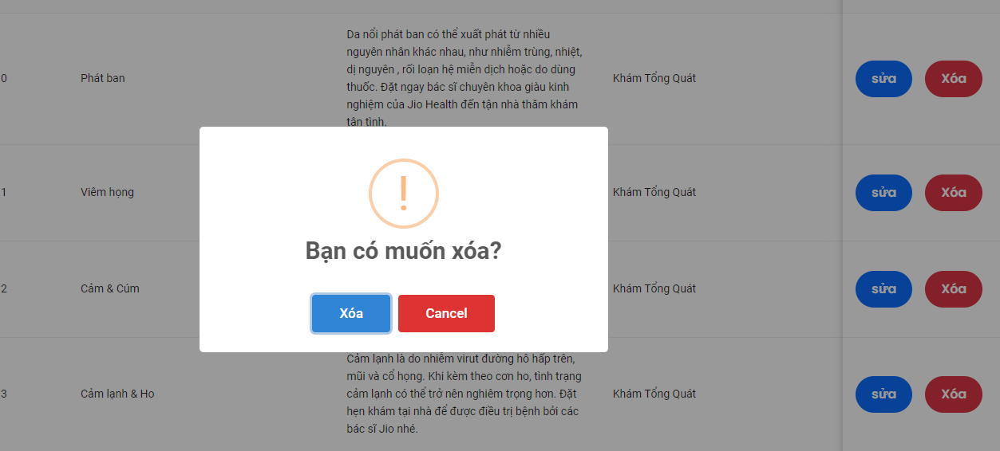 Da nổi phát ban có thể xuất phát từ nhiều
nguyên nhân khác nhau, như nhiễm trùng, nhiệt,
dị nguyên , rối loạn hệ miễn dịch hoặc do dùng
thuốc. Đặt ngay bác sĩ chuyên khoa giàu kinh
nghiệm của Jio Health đến tận nhà thăm khám
tận tình.
0 Phát ban Khám Tổng Quát sửa Xóa
1 Viêm họng Khám Tổng Quát sửa Xóa
!
Bạn có muốn xóa?
2 Cảm & Cúm Khám Tổng Quát sửa Xóa
Xóa Cancel
Cảm lạnh là do nhiễm virut đường hô hấp trên,
mũi và cổ họng. Khi kèm theo cơn ho, tình trạng
cảm lạnh có thể trở nên nghiêm trọng hơn. Đặt
hẹn khám tại nhà để được điều trị bệnh bởi các
bác sĩ Jio nhé.
3 Cảm lạnh & Ho Khám Tổng Quát sửa Xóa